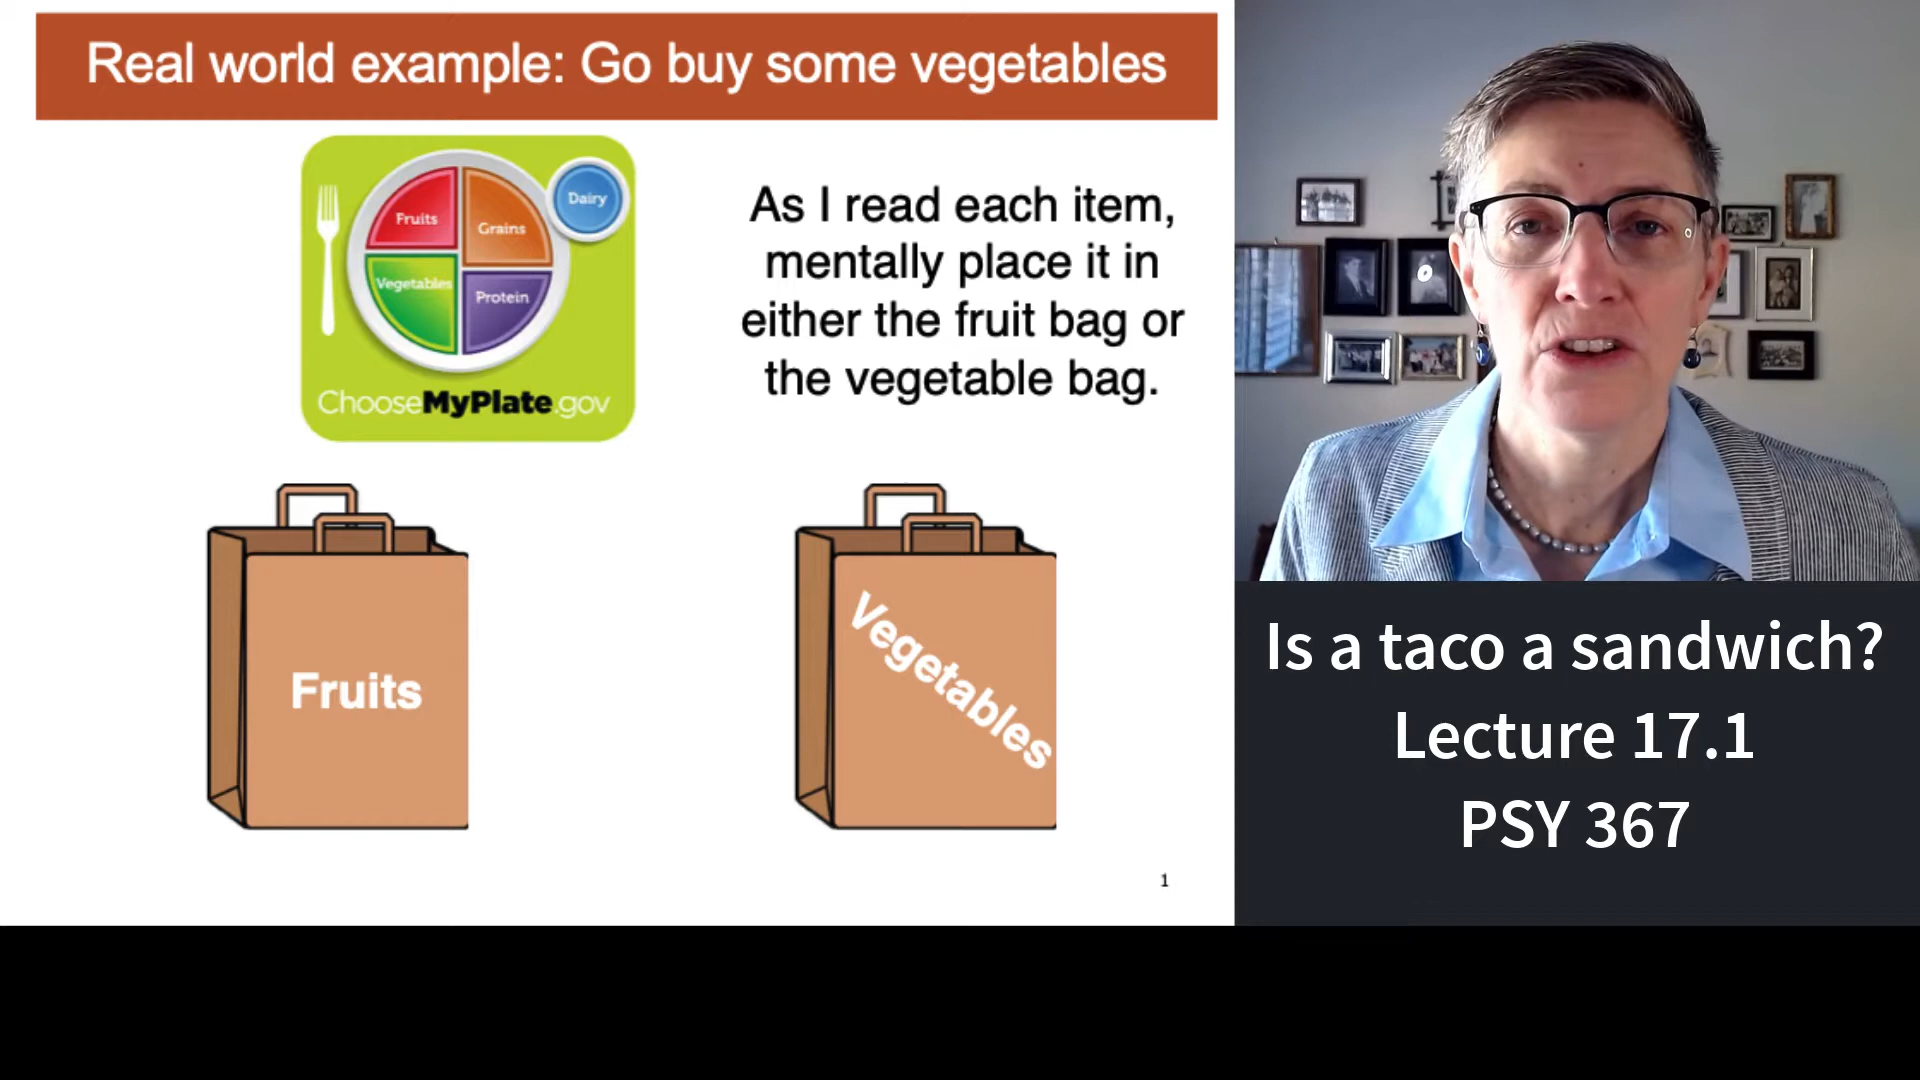 Real world example: Go buy some vegetables
Fruits
Grains
Dairy
Vegetables
Protein
ChooseMyPlate.gov
As I read each item,
mentally place it in
either the fruit bag or
the vegetable bag.
Fruits
Vegetables
1
Is a taco a sandwich?
Lecture 17.1
PSY 367